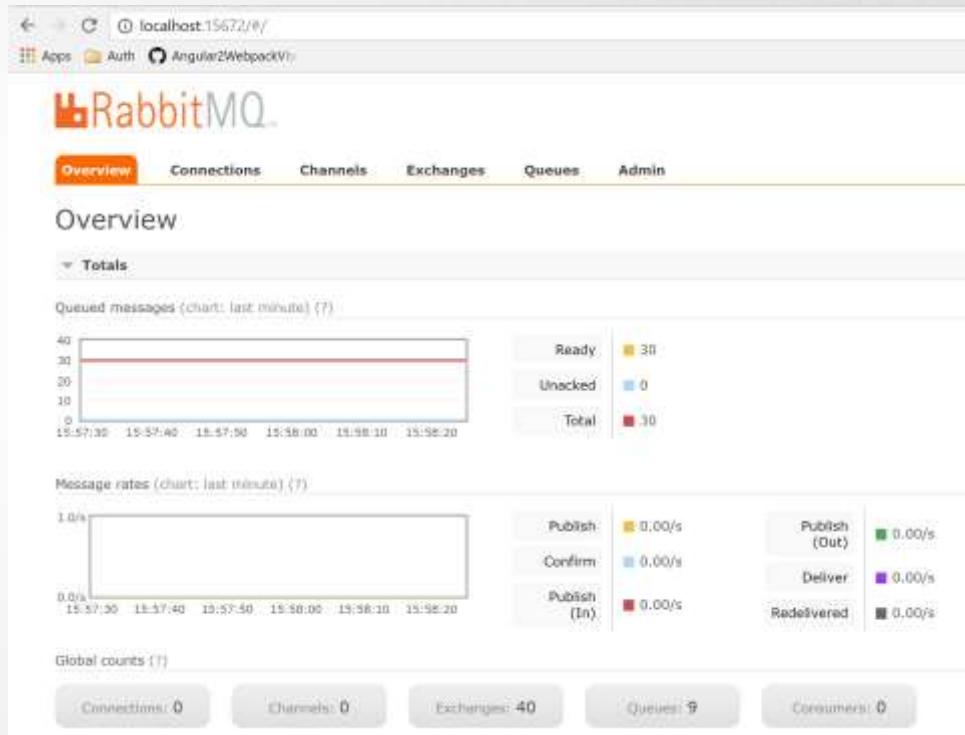 localhost:15672/#/
Apps Auth Angular2WebpackVi
RabbitMQ
Overview Connections Channels Exchanges Queues Admin
Overview
Totals
Queued messages (chart: last minute) (?)
40
30
20
10
0
15:57:30 15:57:40 15:57:50 15:58:00 15:58:10 15:58:20
Ready 30
Unacked 0
Total 30
Message rates (chart: last minute) (?)
1.0/s
0.0/s
15:57:30 15:57:40 15:57:50 15:58:00 15:58:10 15:58:20
Publish 0.00/s
Confirm 0.00/s
Publish
(In) 0.00/s
Publish
(Out) 0.00/s
Deliver 0.00/s
Redelivered 0.00/s
Global counts (?)
Connections: 0 Channels: 0 Exchanges: 40 Queues: 9 Consumers: 0